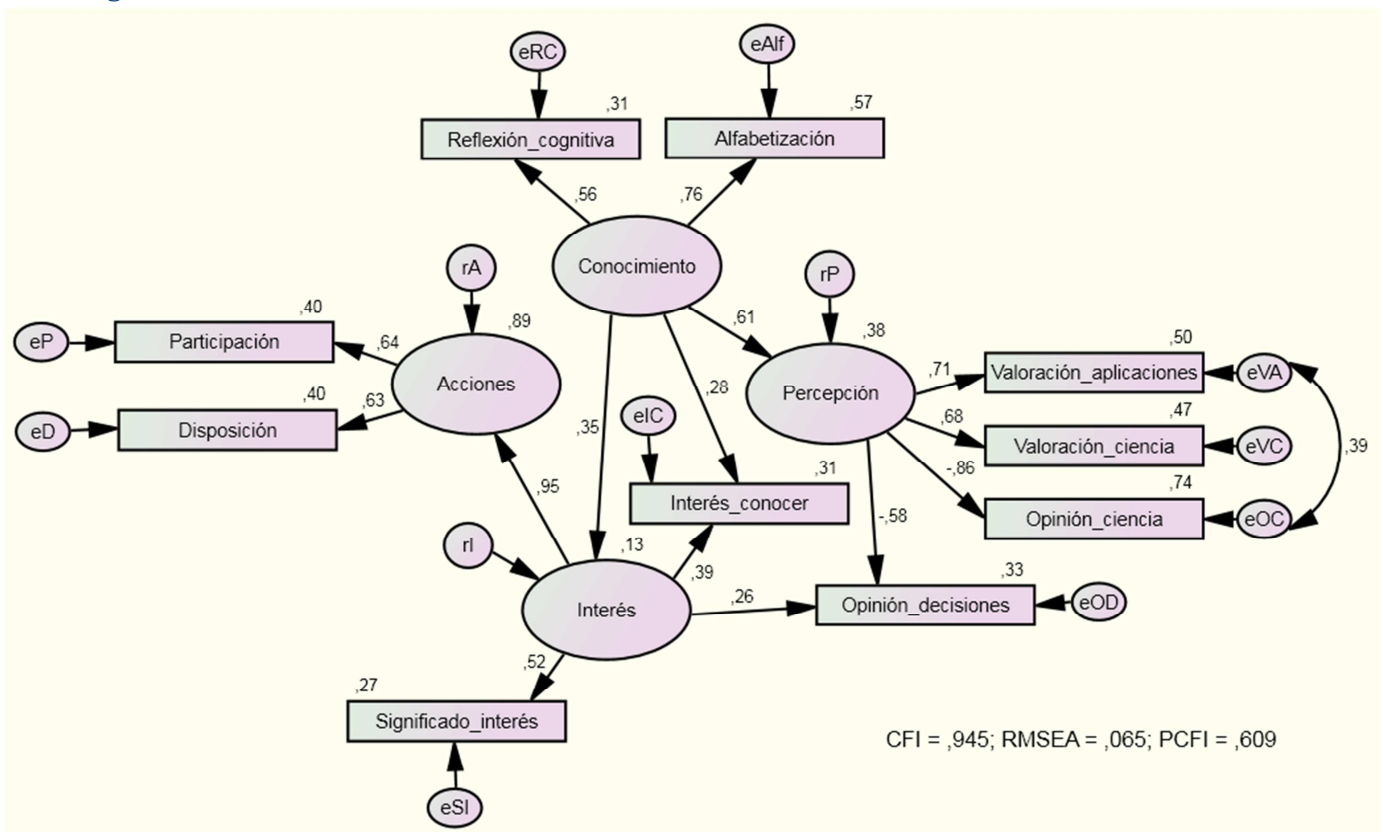 eRC
eAlf
,31
,57
Reflexión_cognitiva
Alfabetización
,56
,76
rA
Conocimiento
rP
,40
,89
,61
,38
eP
Participación
,64
,50
Acciones
Percepción
,71
Valoración_aplicaciones
eVA
,40
,63
,28
eIC
,68
,47
eD
Disposición
,35
Valoración_ciencia
eVC
,39
,95
,31
-,86
,74
Interés_conocer
-,58
Opinión_ciencia
eOC
rI
,13
,39
,33
Interés
,26
Opinión_decisiones
eOD
,52
,27
Significado_interés
CFI = ,945; RMSEA = ,065; PCFI = ,609
eSI